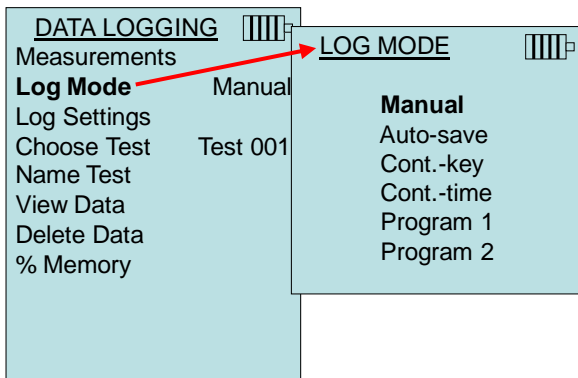 DATA LOGGING
Measurements
Log Mode Manual
Log Settings
Choose Test Test 001
Name Test
View Data
Delete Data
% Memory
LOG MODE
Manual
Auto-save
Cont.-key
Cont.-time
Program 1
Program 2